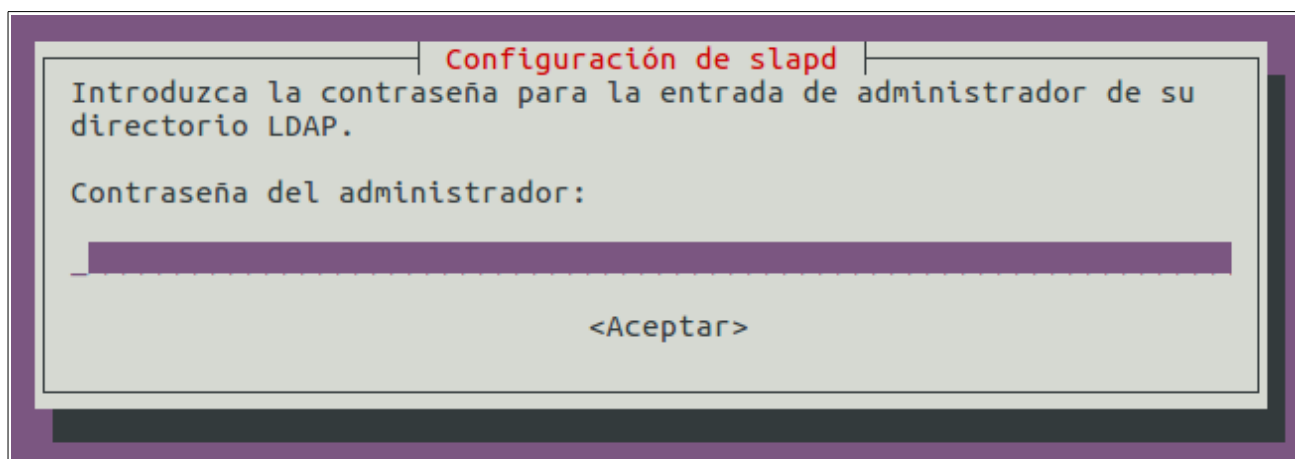 Configuración de slapd
Introduzca la contraseña para la entrada de administrador de su
directorio LDAP.
Contraseña del administrador:
<Aceptar>